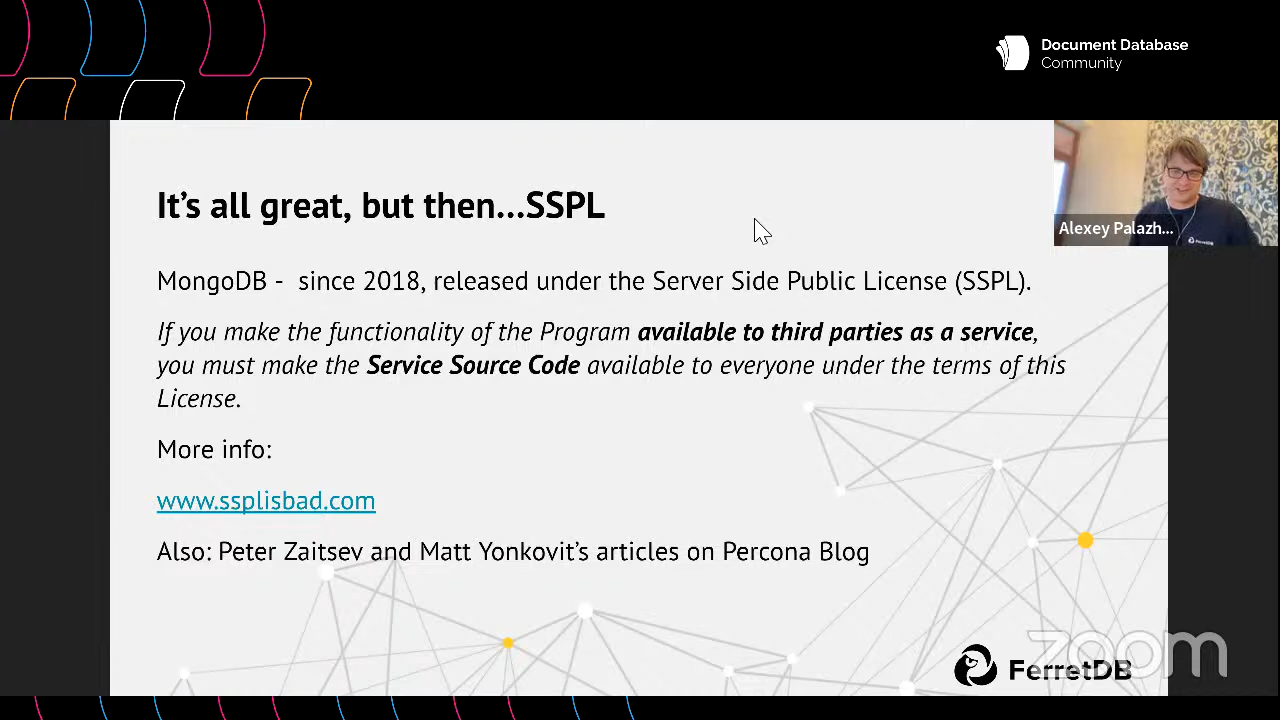 Document Database
Community
It's all great, but then...SSPL
Alexey Palazh...
MongoDB - since 2018, released under the Server Side Public License (SSPL).
If you make the functionality of the Program available to third parties as a service,
you must make the Service Source Code available to everyone under the terms of this
License.
More info:
www.ssplisbad.com
Also: Peter Zaitsev and Matt Yonkovit's articles on Percona Blog
FerretDB
zoom
FerretDB